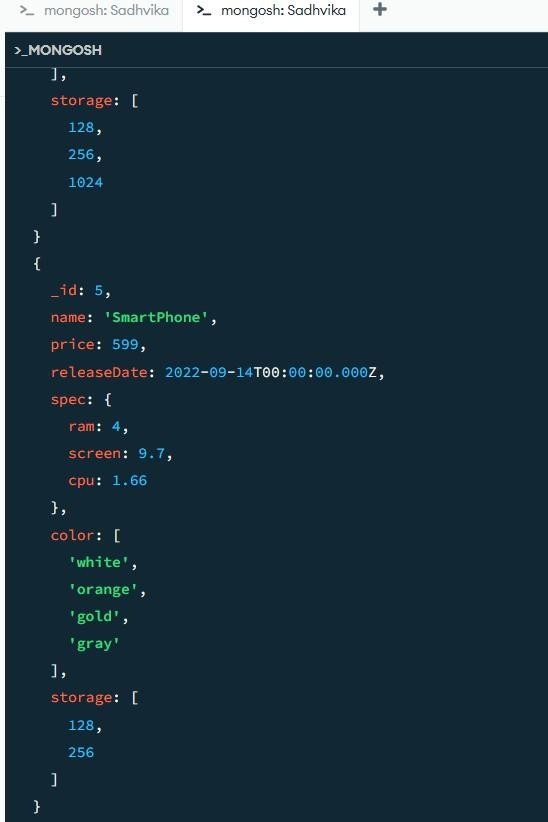 >_ mongosh: Sadhvika >_ mongosh: Sadhvika +
>_MONGOSH
],
storage: [
128,
256,
1024
]
}
{
_id: 5,
name: 'SmartPhone',
price: 599,
releaseDate: 2022-09-14T00:00:00.000Z,
spec: {
ram: 4,
screen: 9.7,
cpu: 1.66
},
color: [
'white',
'orange',
'gold',
'gray'
],
storage: [
128,
256
]
}